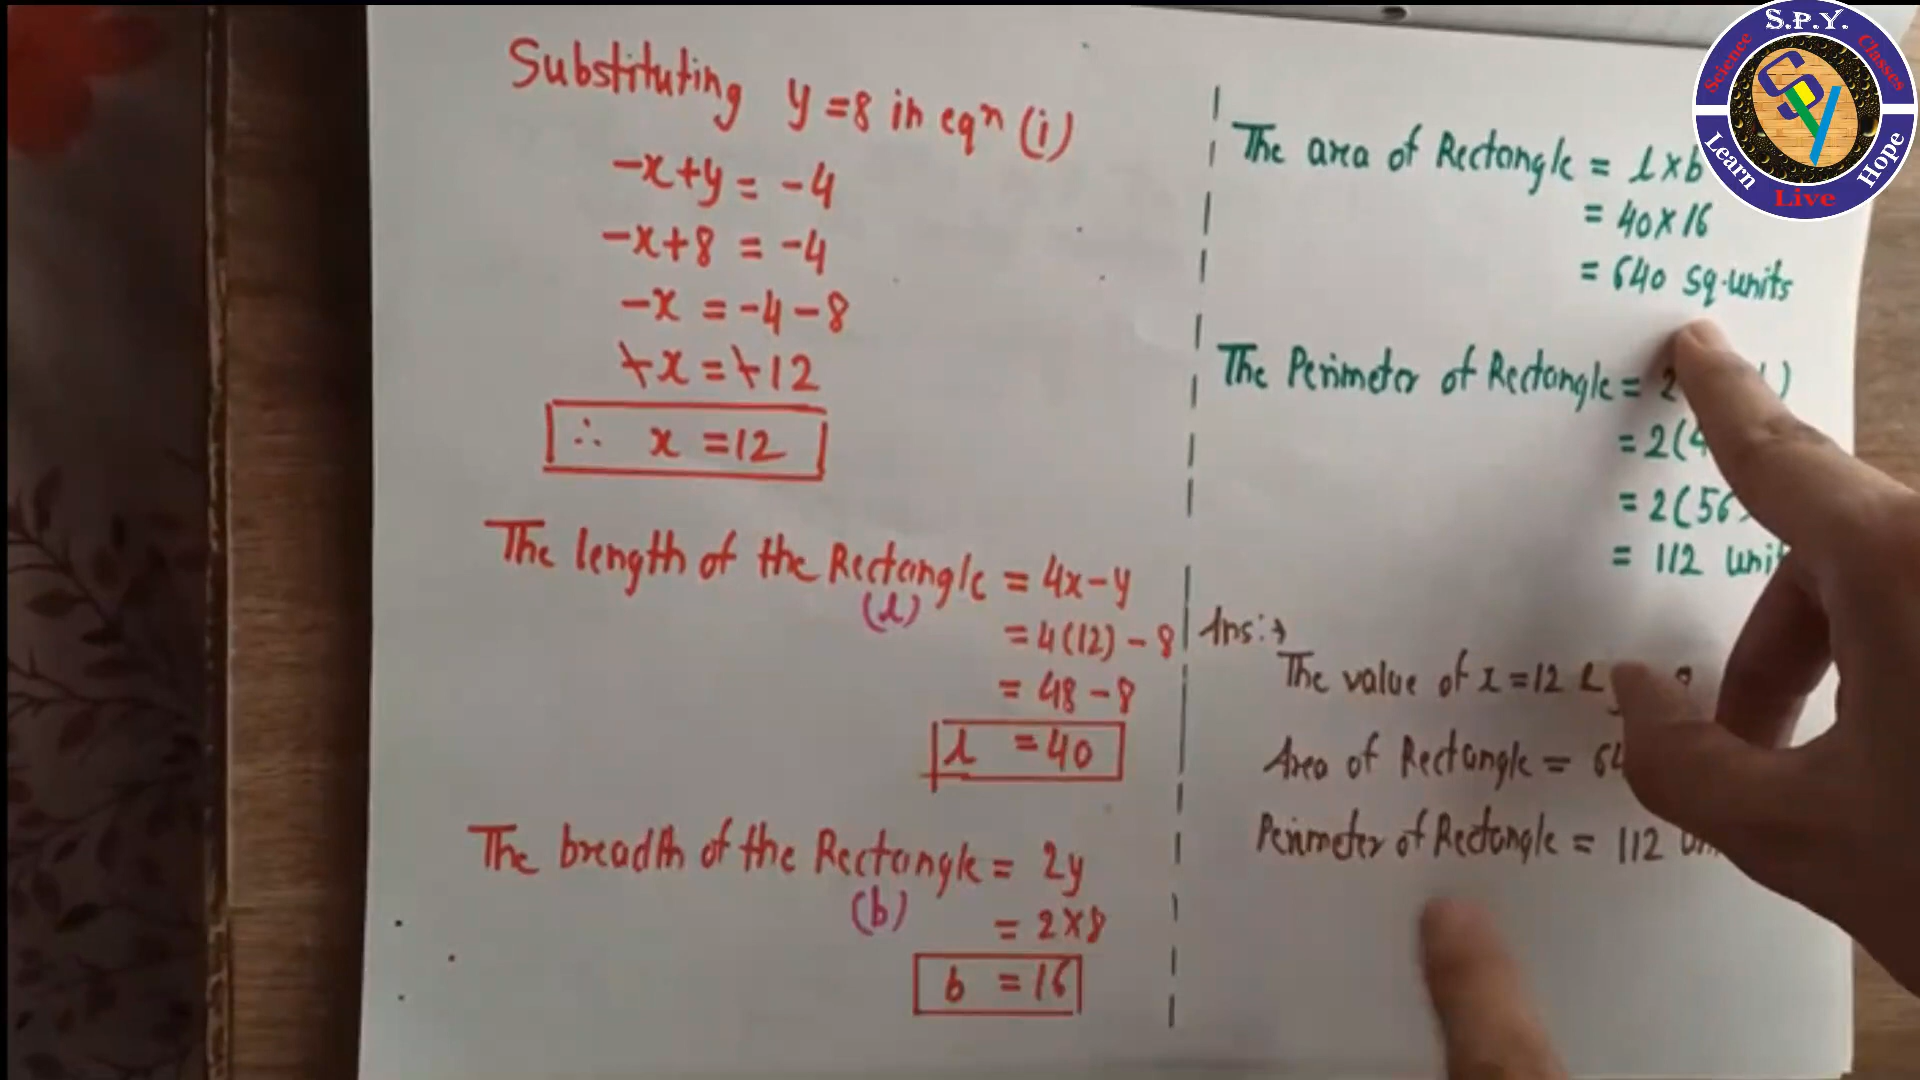 Substituting y = 8 in eqn (i)
-x+y = -4
-x+8 = -4
-x = -4-8
+x = +12
∴ x = 12
The length of the Rectangle = 4x-y
(l)
= 4(12) - 8
= 48 - 8
l = 40
The breadth of the Rectangle = 2y
(b)
= 2×8
b = 16
The area of Rectangle = l×b
= 40×16
= 640 sq.units
The Perimeter of Rectangle = 2
= 2(4
= 2(56
= 112
Ans:→
The value of x = 12
Area of Rectangle = 64
Perimeter of Rectangle = 112
S.P.Y.
Science
Classes
SPY
Learn
Live
Hope